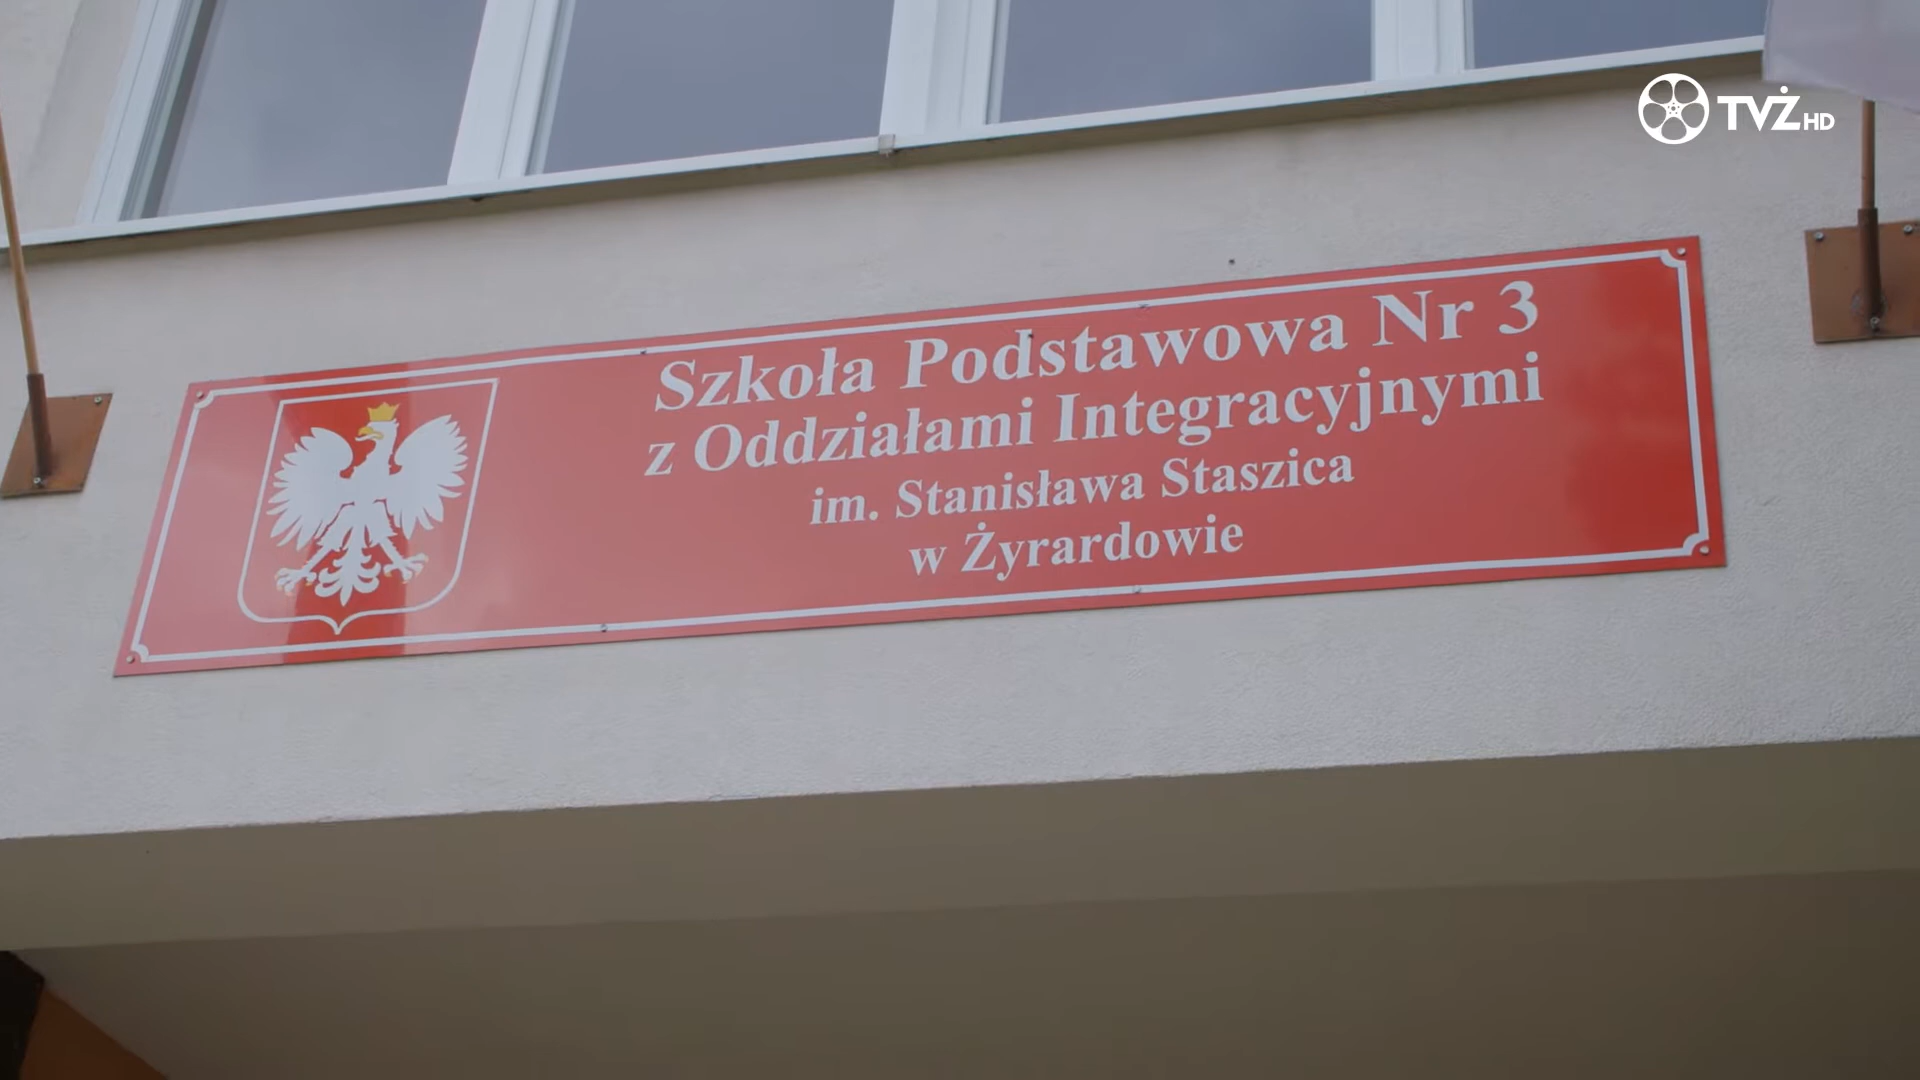 TVŻ HD
Szkoła Podstawowa Nr 3
z Oddziałami Integracyjnymi
im. Stanisława Staszica
w Żyrardowie